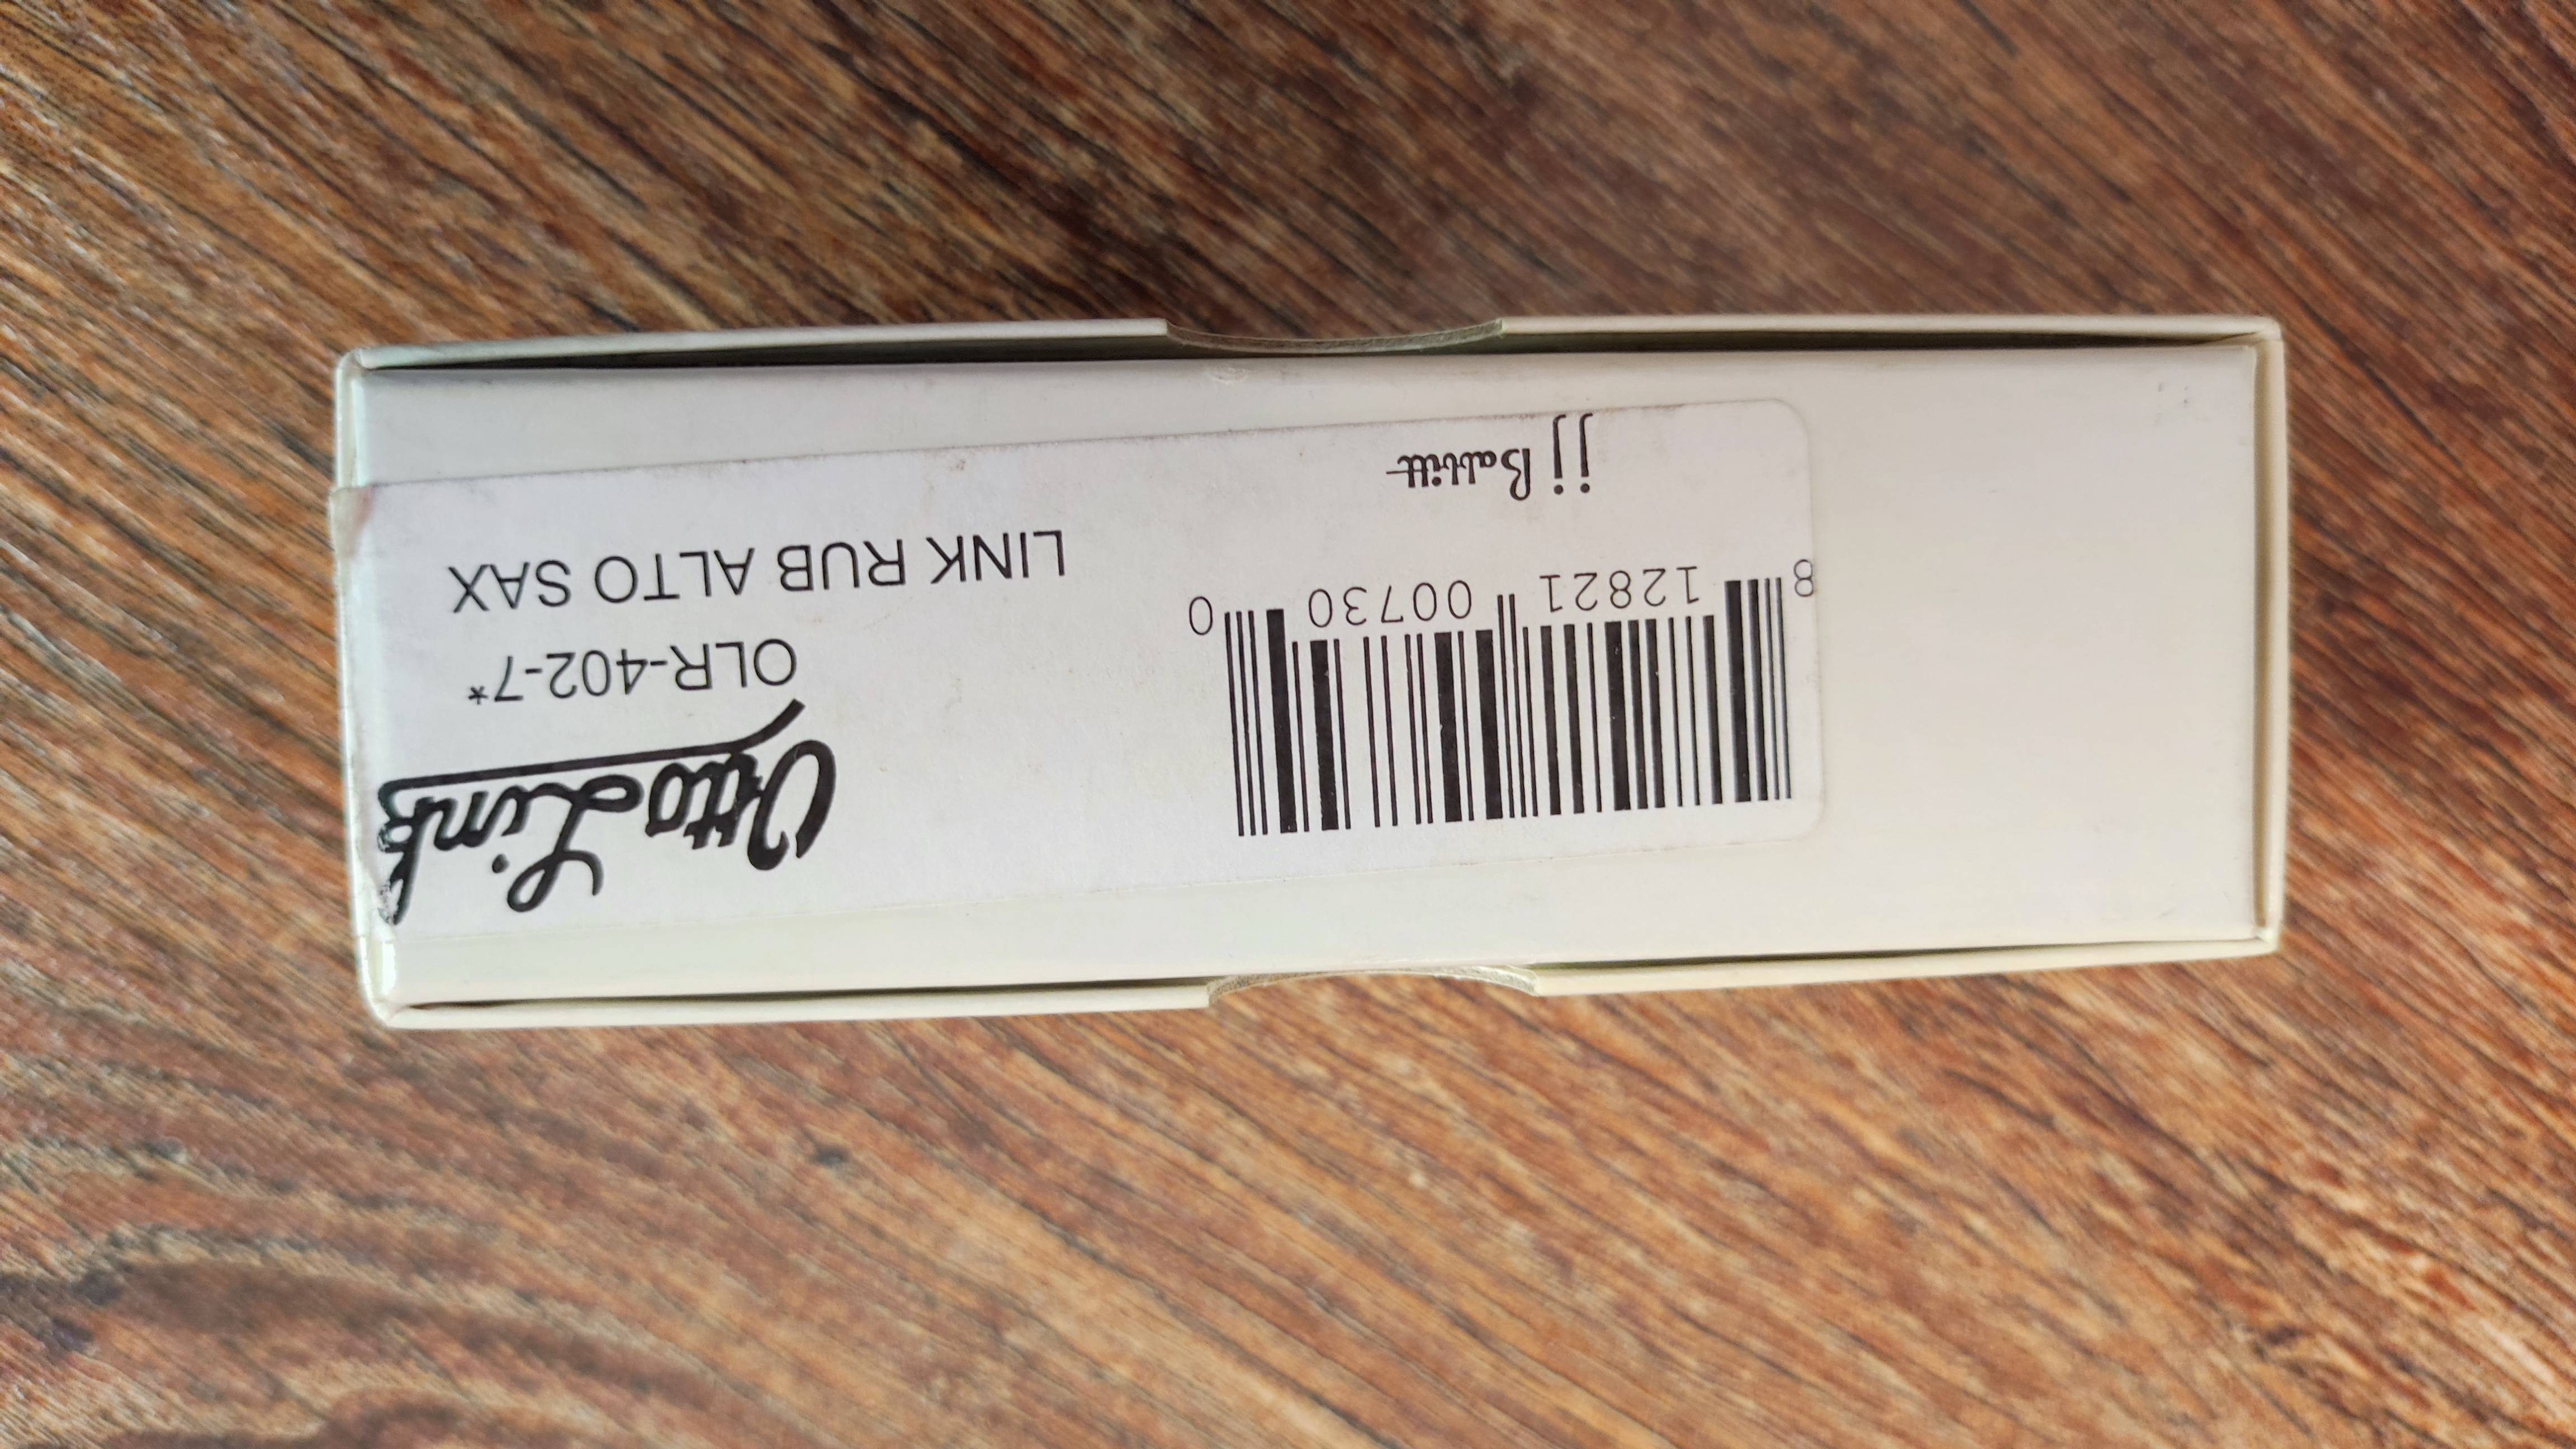 jj Babbitt
8 12821 00730 0
LINK RUB ALTO SAX
OLR-402-7*
Otto Link